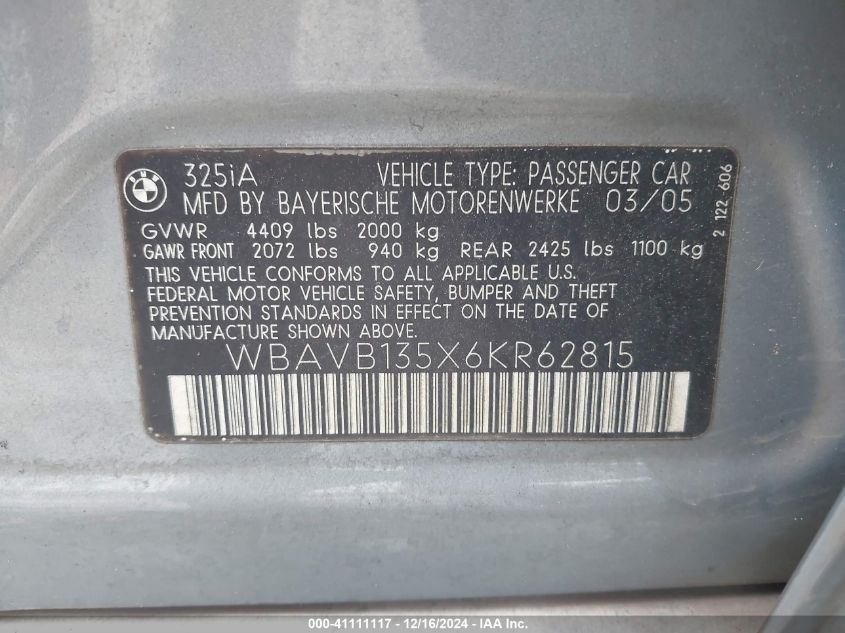 BMW
325iA VEHICLE TYPE: PASSENGER CAR
MFD BY BAYERISCHE MOTORENWERKE 03/05
GVWR 4409 lbs 2000 kg
GAWR FRONT 2072 lbs 940 kg REAR 2425 lbs 1100 kg
THIS VEHICLE CONFORMS TO ALL APPLICABLE U.S.
FEDERAL MOTOR VEHICLE SAFETY, BUMPER AND THEFT
PREVENTION STANDARDS IN EFFECT ON THE DATE OF
MANUFACTURE SHOWN ABOVE.
WBAVB135X6KR62815
2 122 606
000-41111117 - 12/16/2024 - IAA Inc.